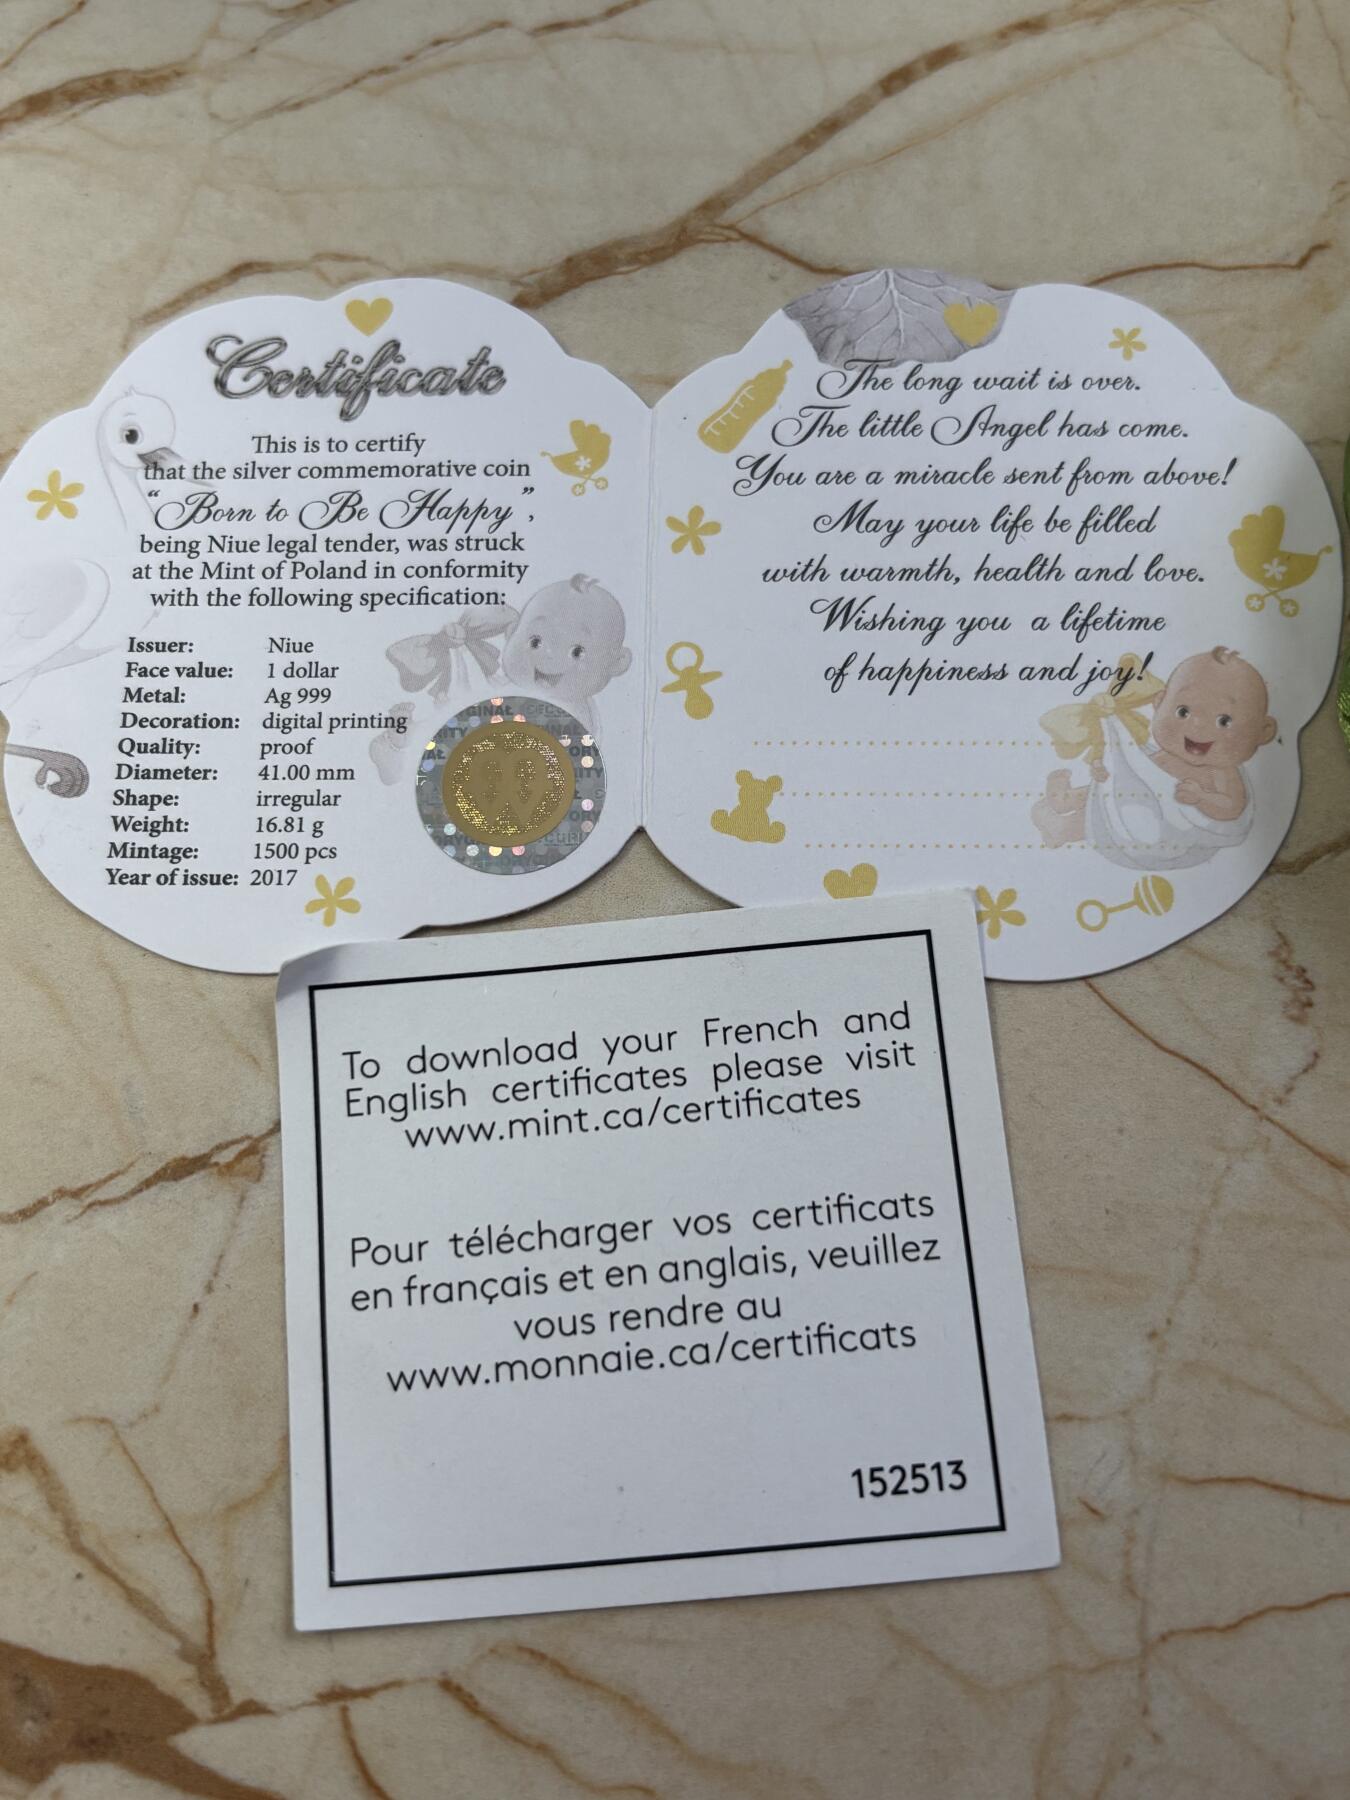 Certificate
This is to certify
that the silver commemorative coin
“Born to Be Happy”,
being Niue legal tender, was struck
at the Mint of Poland in conformity
with the following specification:
Issuer: Niue
Face value: 1 dollar
Metal: Ag 999
Decoration: digital printing
Quality: proof
Diameter: 41.00 mm
Shape: irregular
Weight: 16.81 g
Mintage: 1500 pcs
Year of issue: 2017
The long wait is over.
The little Angel has come.
You are a miracle sent from above!
May your life be filled
with warmth, health and love.
Wishing you a lifetime
of happiness and joy!
To download your French and
English certificates please visit
www.mint.ca/certificates
Pour télécharger vos certificats
en français et en anglais, veuillez
vous rendre au
www.monnaie.ca/certificats
152513